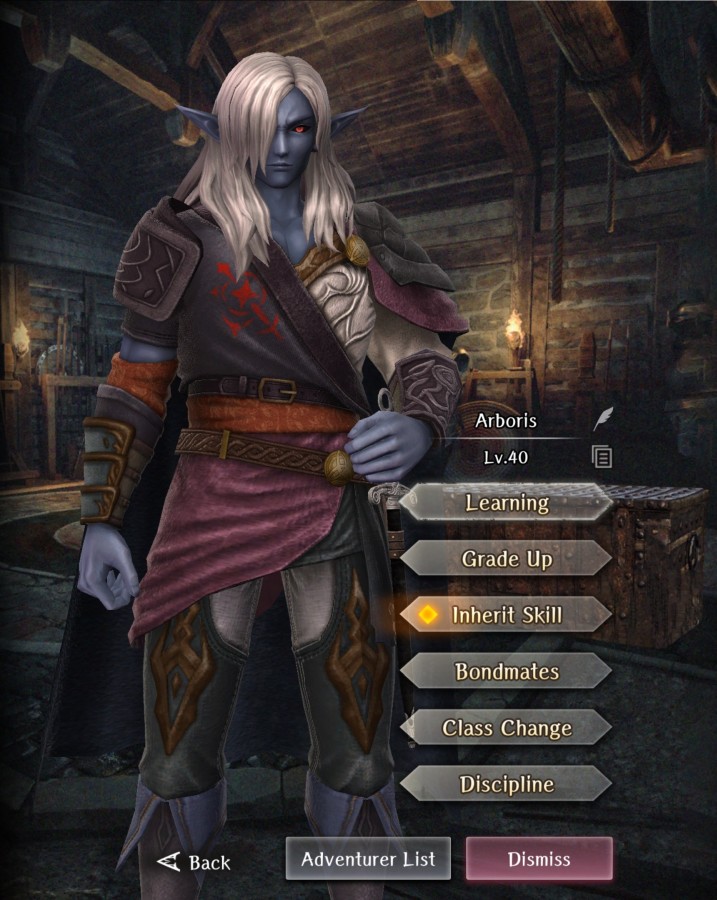 Arboris
Lv.40
Learning
Grade Up
Inherit Skill
Bondmates
Class Change
Discipline
Back
Adventurer List
Dismiss